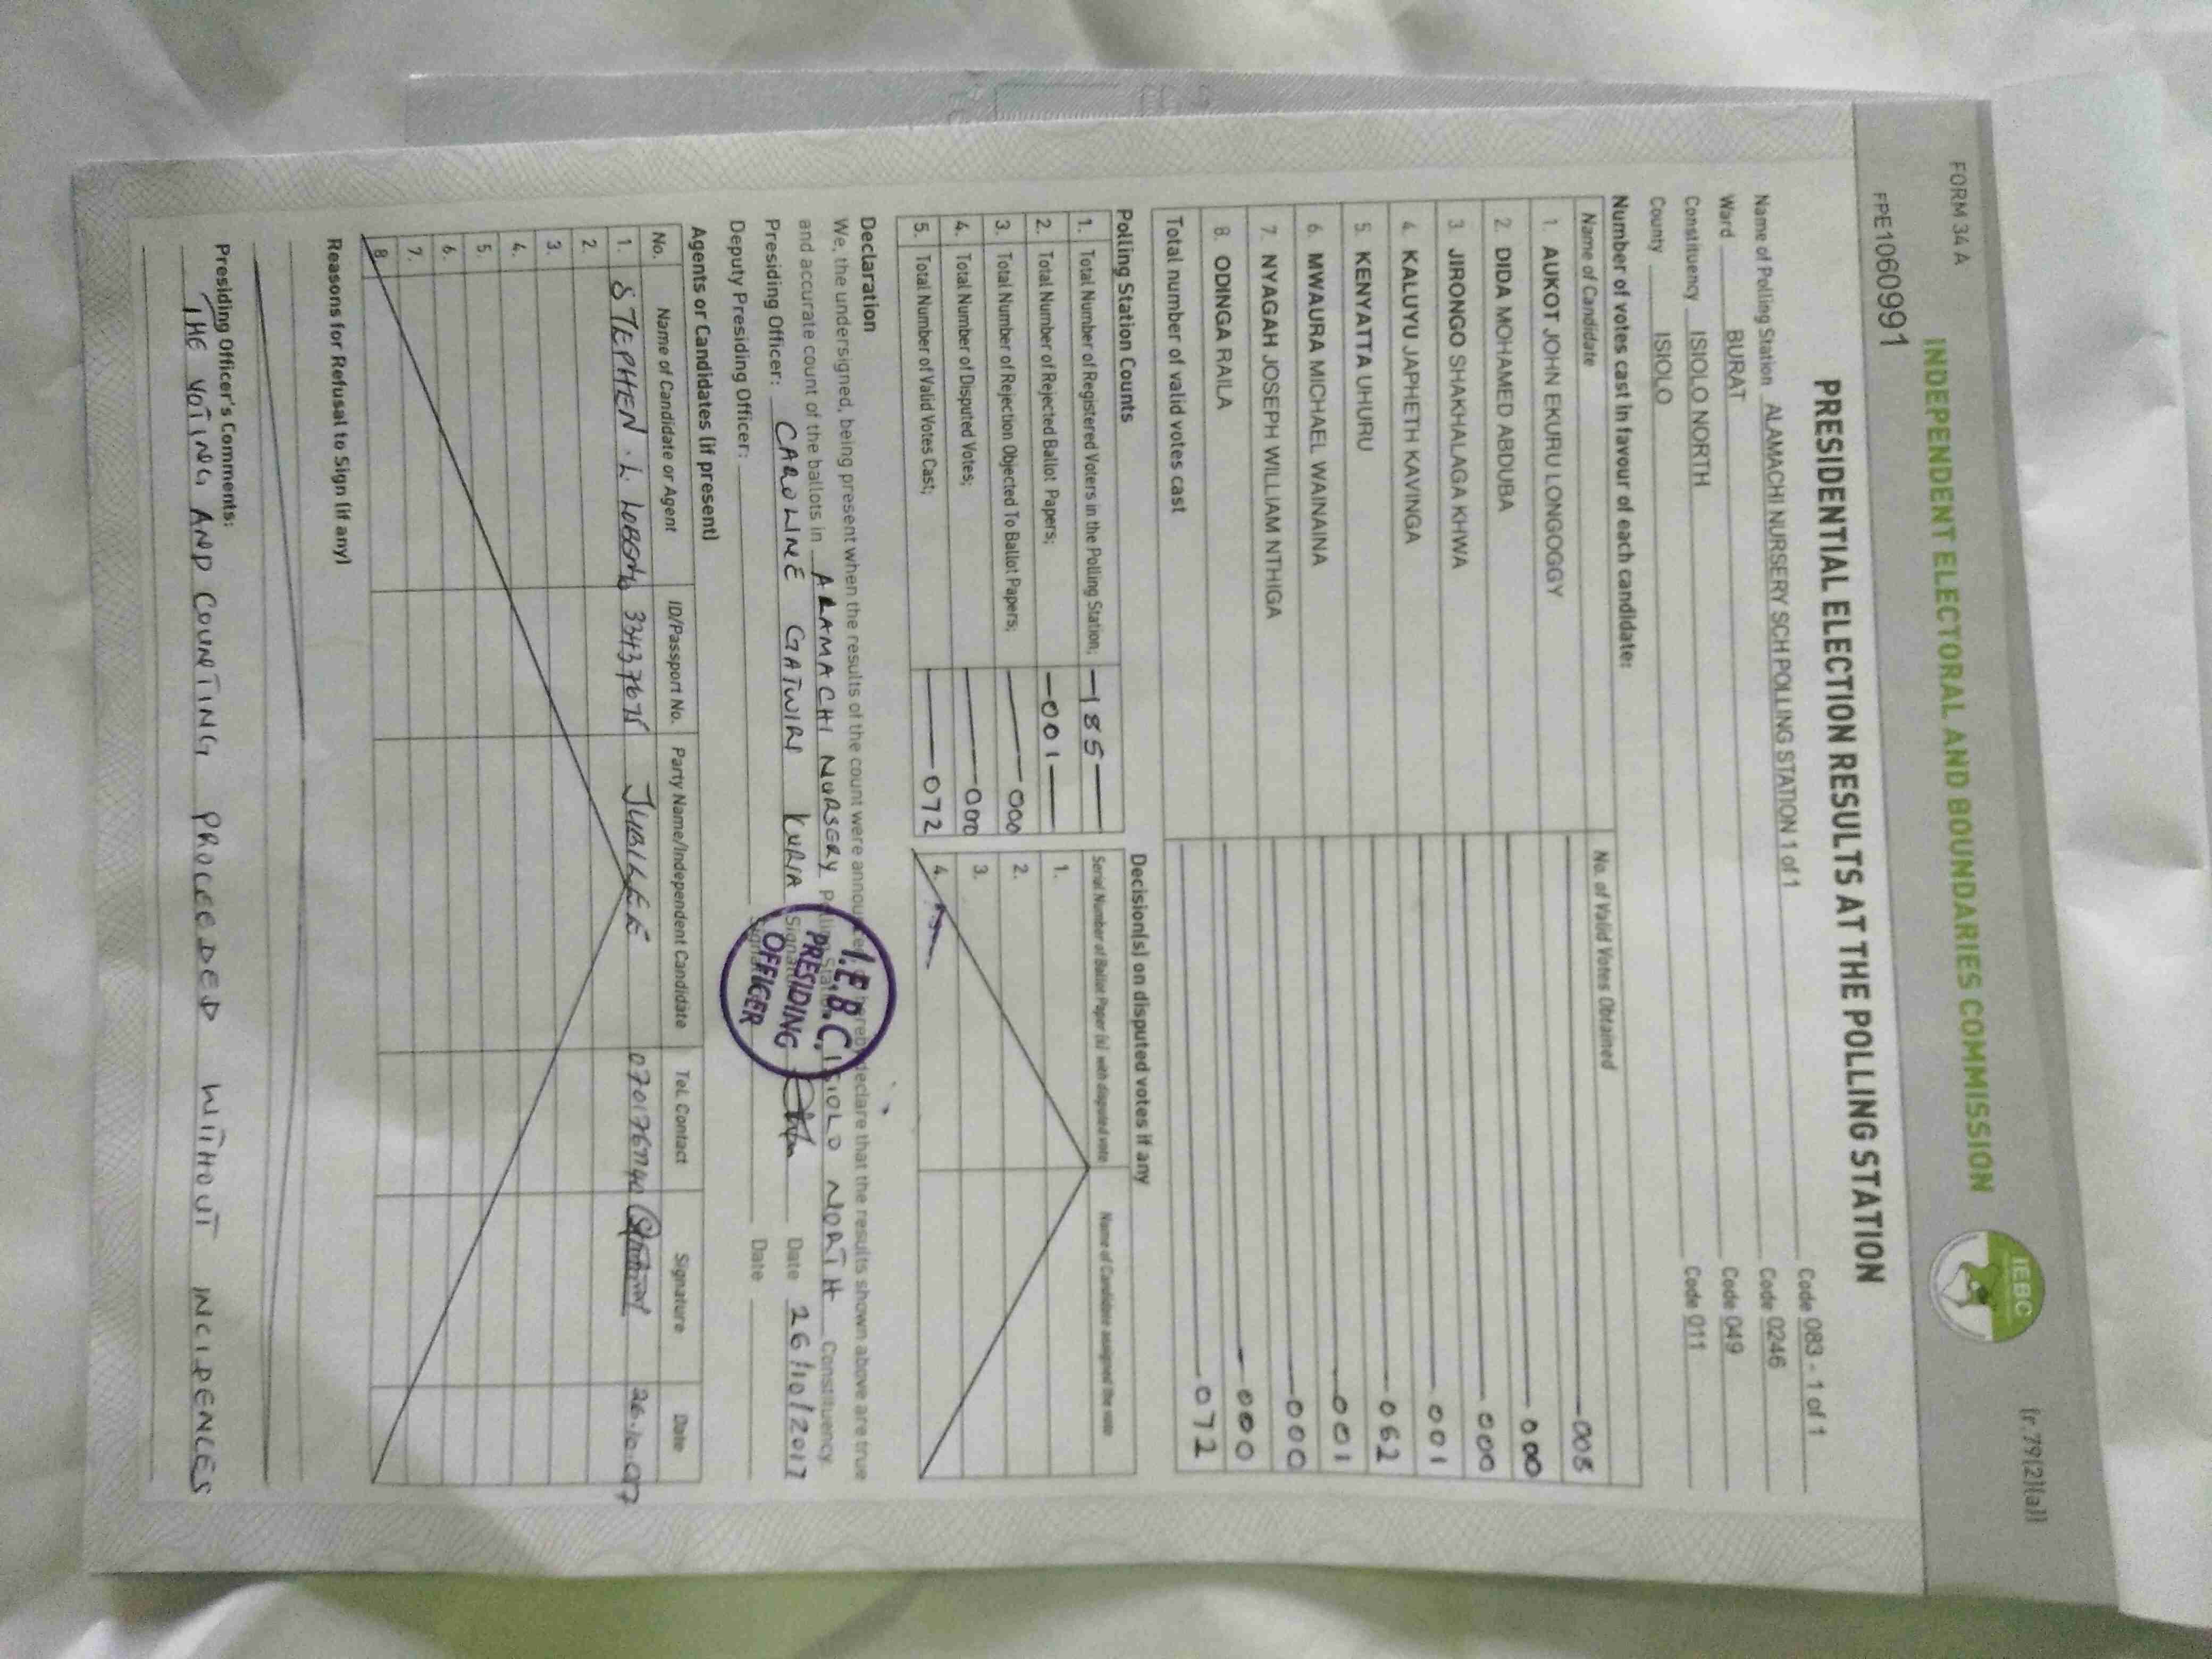 FORM 34 A
(r 79(2)(a))
INDEPENDENT ELECTORAL AND BOUNDARIES COMMISSION
IEBC
FPE1060991
PRESIDENTIAL ELECTION RESULTS AT THE POLLING STATION
Name of Polling Station ALAMACHI NURSERY SCH POLLING STATION 1 of 1 Code 083 - 1 of 1
Ward BURAT Code 0246
Constituency ISIOLO NORTH Code 049
County ISIOLO Code 011
Number of votes cast in favour of each candidate:
Name of Candidate No. of Valid Votes Obtained
1. AUKOT JOHN EKURU LONGOGGY 008
2. DIDA MOHAMED ABDUBA 000
3. JIRONGO SHAKHALAGA KHWA 000
4. KALUYU JAPHETH KAVINGA 001
5. KENYATTA UHURU 062
6. MWAURA MICHAEL WAINAINA 001
7. NYAGAH JOSEPH WILLIAM NTHIGA 000
8. ODINGA RAILA 000
Total number of valid votes cast 072
Polling Station Counts
1. Total Number of Registered Voters in the Polling Station; 185
2. Total Number of Rejected Ballot Papers; 001
3. Total Number of Rejection Objected To Ballot Papers; 000
4. Total Number of Disputed Votes; 000
5. Total Number of Valid Votes Cast; 072
Decision(s) on disputed votes if any
Serial Number of Ballot Paper (s) with disputed vote Name of Candidate assigned the vote
1.
2.
3.
4.
Declaration
We, the undersigned, being present when the results of the count were announced, hereby declare that the results shown above are true
and accurate count of the ballots in ALAMACHI NURSERY Polling Station ISIOLO NORTH Constituency.
Presiding Officer: CAROLINE GATWIRI KURIA Signature Date 26/10/2017
Deputy Presiding Officer: Signature Date
I.E.B.C.
PRESIDING
OFFICER
Agents or Candidates (if present)
No. Name of Candidate or Agent ID/Passport No. Party Name/Independent Candidate Tel. Contact Signature Date
1. STEPHEN . L. JUBILEE
2.
3.
4.
5.
6.
7.
8
Reasons for Refusal to Sign (if any)
Presiding Officer's Comments:
THE VOTING AND COUNTING PROCEEDED WITHOUT INCIDENCES